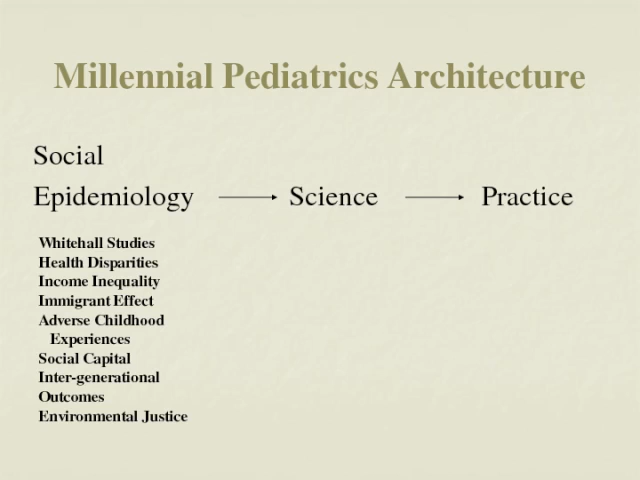 Millennial Pediatrics Architecture
Social
Epidemiology Science Practice
Whitehall Studies
Health Disparities
Income Inequality
Immigrant Effect
Adverse Childhood
Experiences
Social Capital
Inter-generational
Outcomes
Environmental Justice